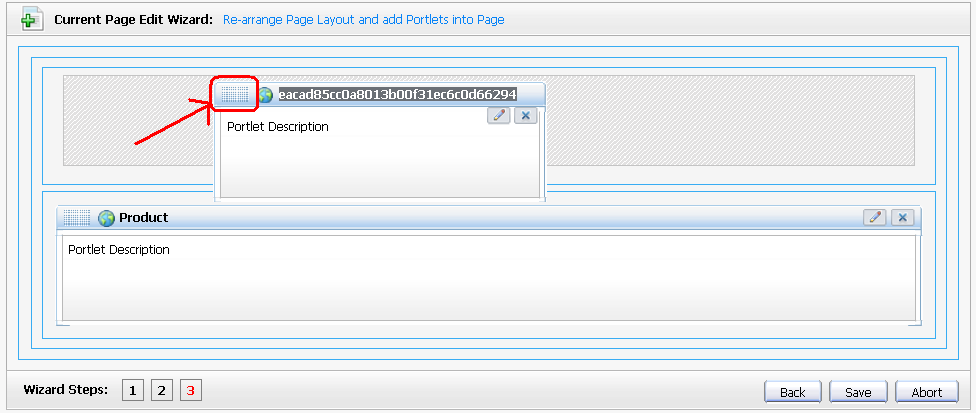 Current Page Edit Wizard: Re-arrange Page Layout and add Portlets into Page
eacad85cc0a8013b00f31ec6c0d66294
Portlet Description
Product
Portlet Description
Wizard Steps: 1 2 3 Back Save Abort